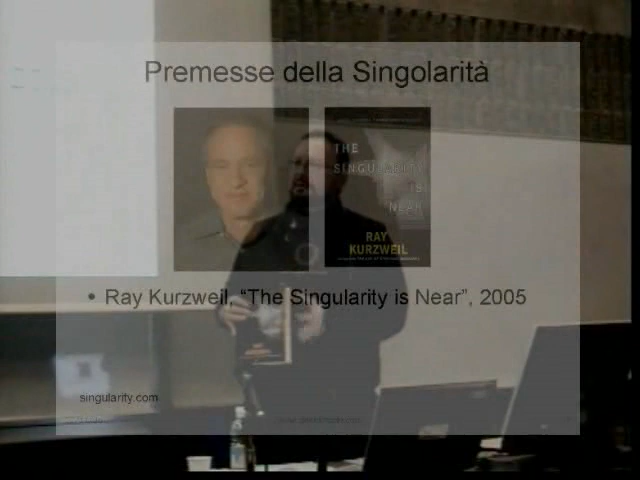 Premesse della Singolarità
THE
SINGULARITY
IS
NEAR
RAY
KURZWEIL
• Ray Kurzweil, “The Singularity is Near”, 2005
singularity.com